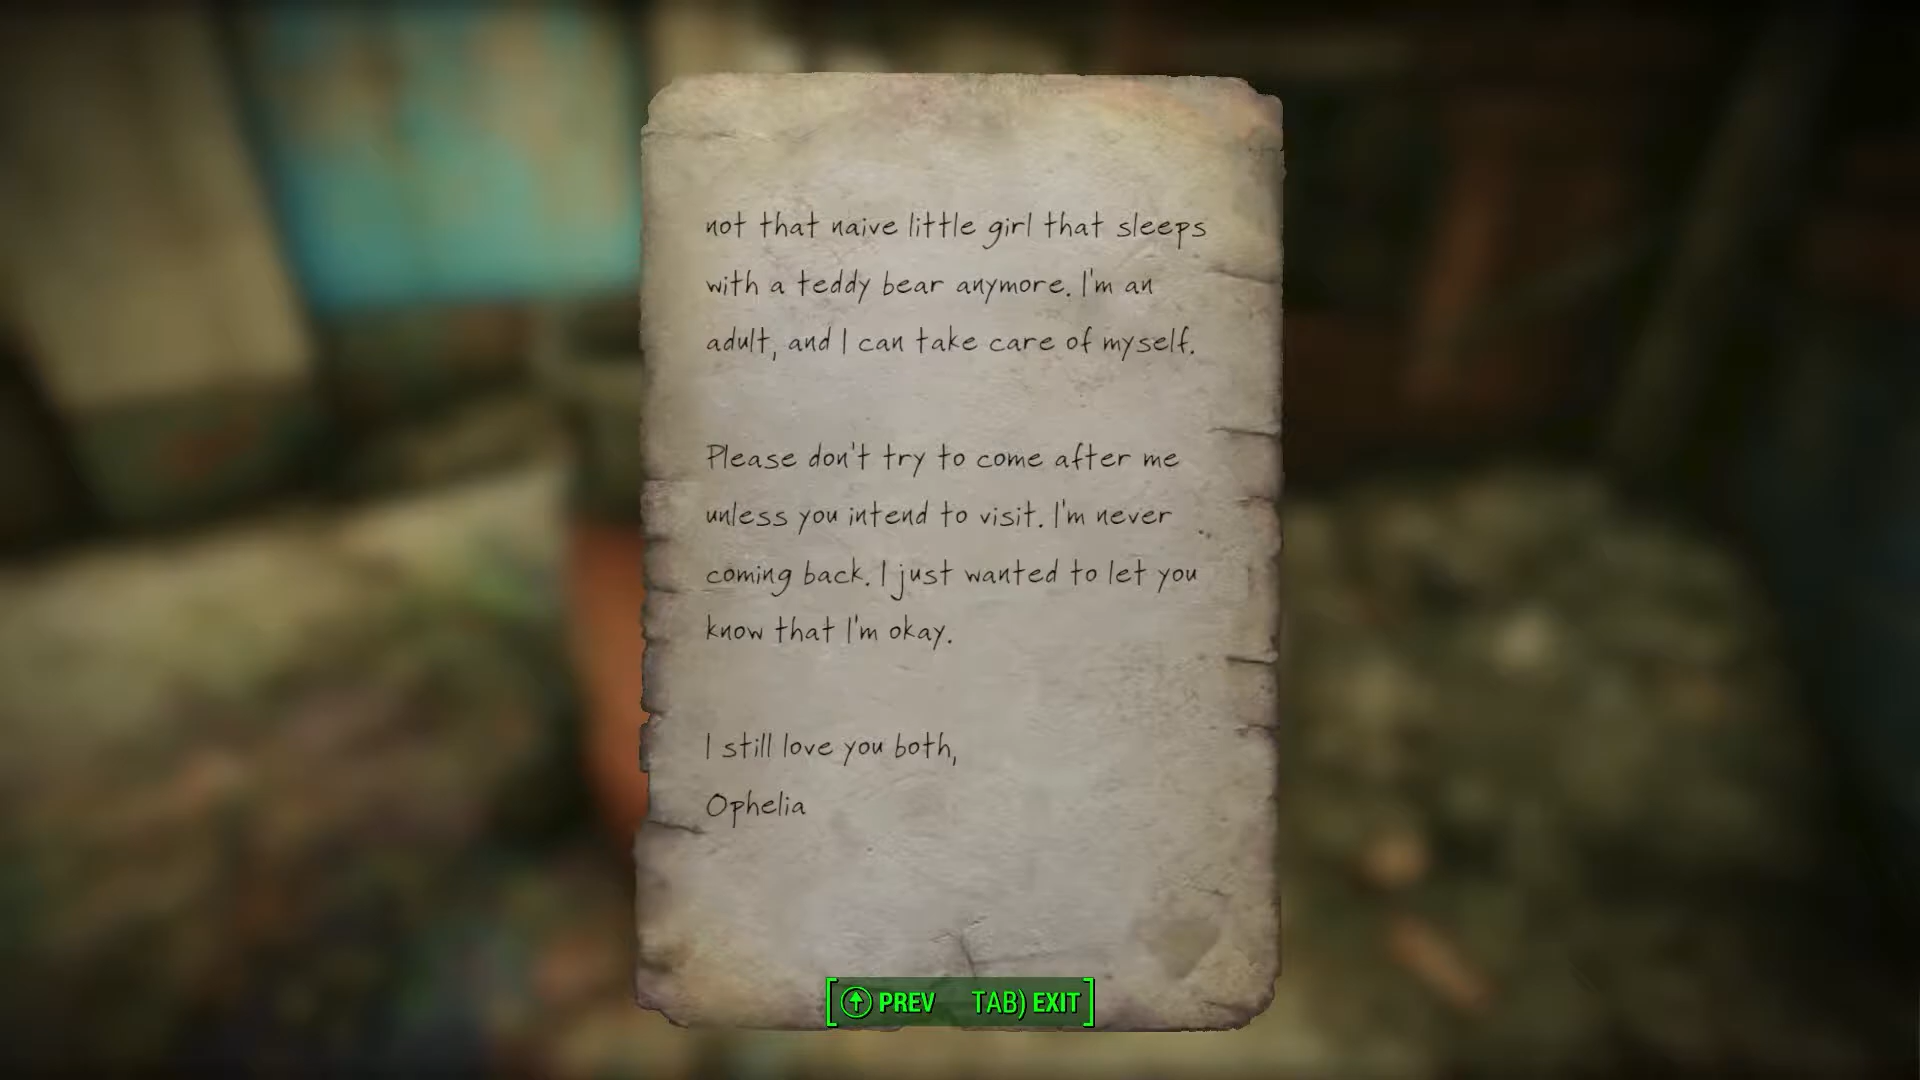 not that naive little girl that sleeps
with a teddy bear anymore. I'm an
adult, and I can take care of myself.
Please don't try to come after me
unless you intend to visit. I'm never
coming back. I just wanted to let you
know that I'm okay.
I still love you both,
Ophelia
PREV TAB) EXIT